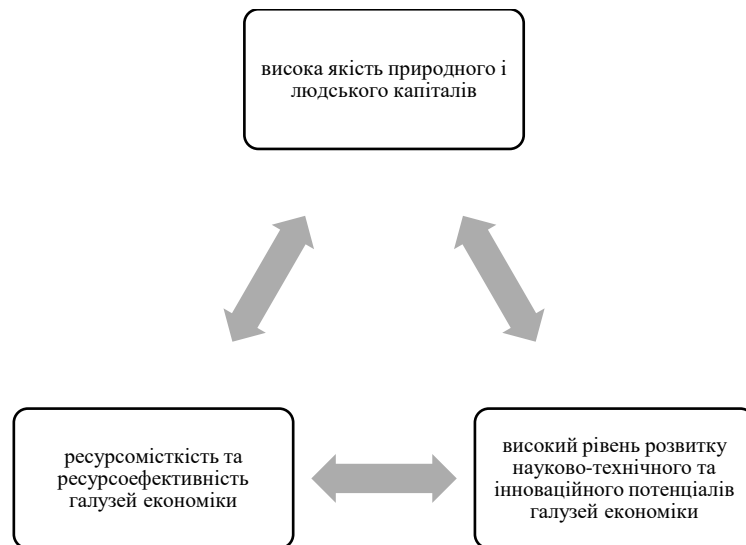 висока якість природного і
людського капіталів
ресурсомісткість та
ресурсоефективність
галузей економіки
високий рівень розвитку
науково-технічного та
інноваційного потенціалів
галузей економіки